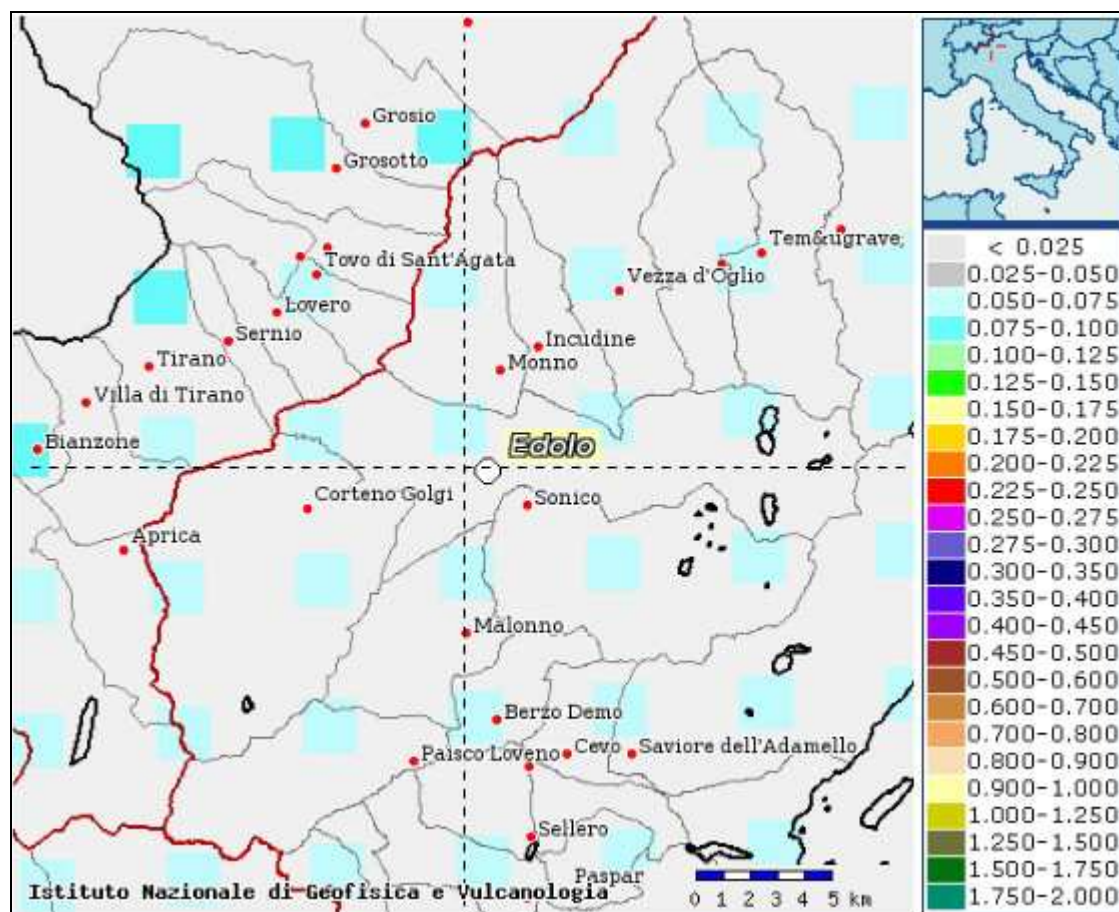 Grosio
Grosotto
Tem&ugrave;
Tovo di Sant'Agata
Vezza d'Oglio
Lovero
Sernio
Incudine
Tirano
Monno
Villa di Tirano
Bianzone
Edolo
Corteno Golgi
Sonico
Aprica
Malonno
Berzo Demo
Paisco Loveno
Cevo
Saviore dell'Adamello
Sellero
Paspar
Istituto Nazionale di Geofisica e Vulcanologia
0 1 2 3 4 5 km
< 0.025
0.025-0.050
0.050-0.075
0.075-0.100
0.100-0.125
0.125-0.150
0.150-0.175
0.175-0.200
0.200-0.225
0.225-0.250
0.250-0.275
0.275-0.300
0.300-0.350
0.350-0.400
0.400-0.450
0.450-0.500
0.500-0.600
0.600-0.700
0.700-0.800
0.800-0.900
0.900-1.000
1.000-1.250
1.250-1.500
1.500-1.750
1.750-2.000